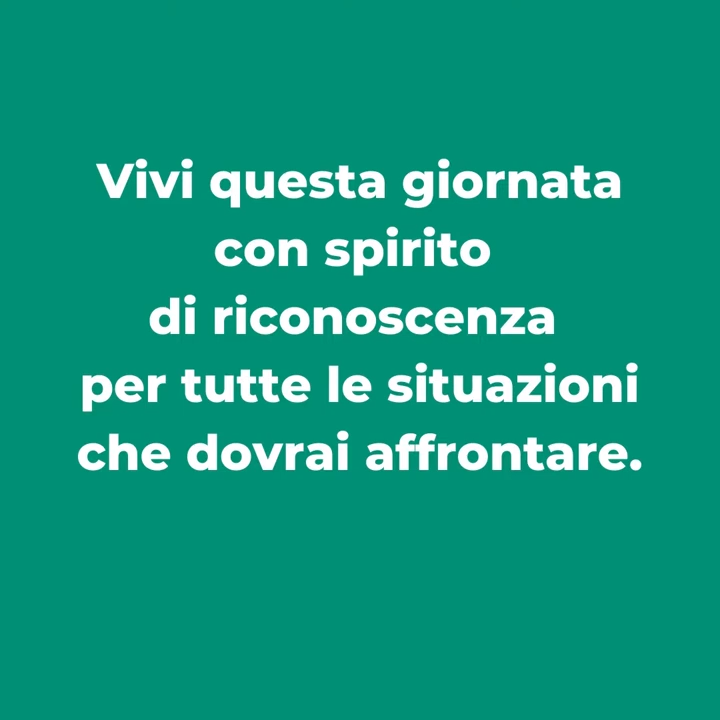 Vivi questa giornata
con spirito
di riconoscenza
per tutte le situazioni
che dovrai affrontare.